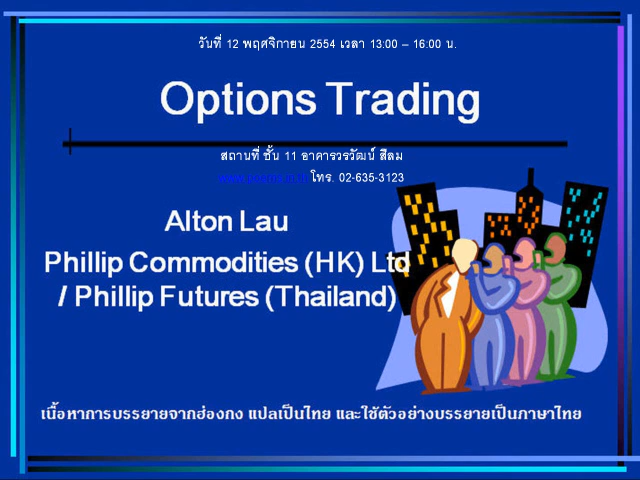 วันที่ 12 พฤศจิกายน 2554 เวลา 13:00 – 16:00 น.
Options Trading
สถานที่ ชั้น 11 อาคารวรวัฒน์ สีลม
โทร. 02-635-3123
Alton Lau
Phillip Commodities (HK) Ltd
/ Phillip Futures (Thailand)
เนื้อหาการบรรยายจากฮ่องกง แปลเป็นไทย และใช้ตัวอย่างบรรยายเป็นภาษาไทย